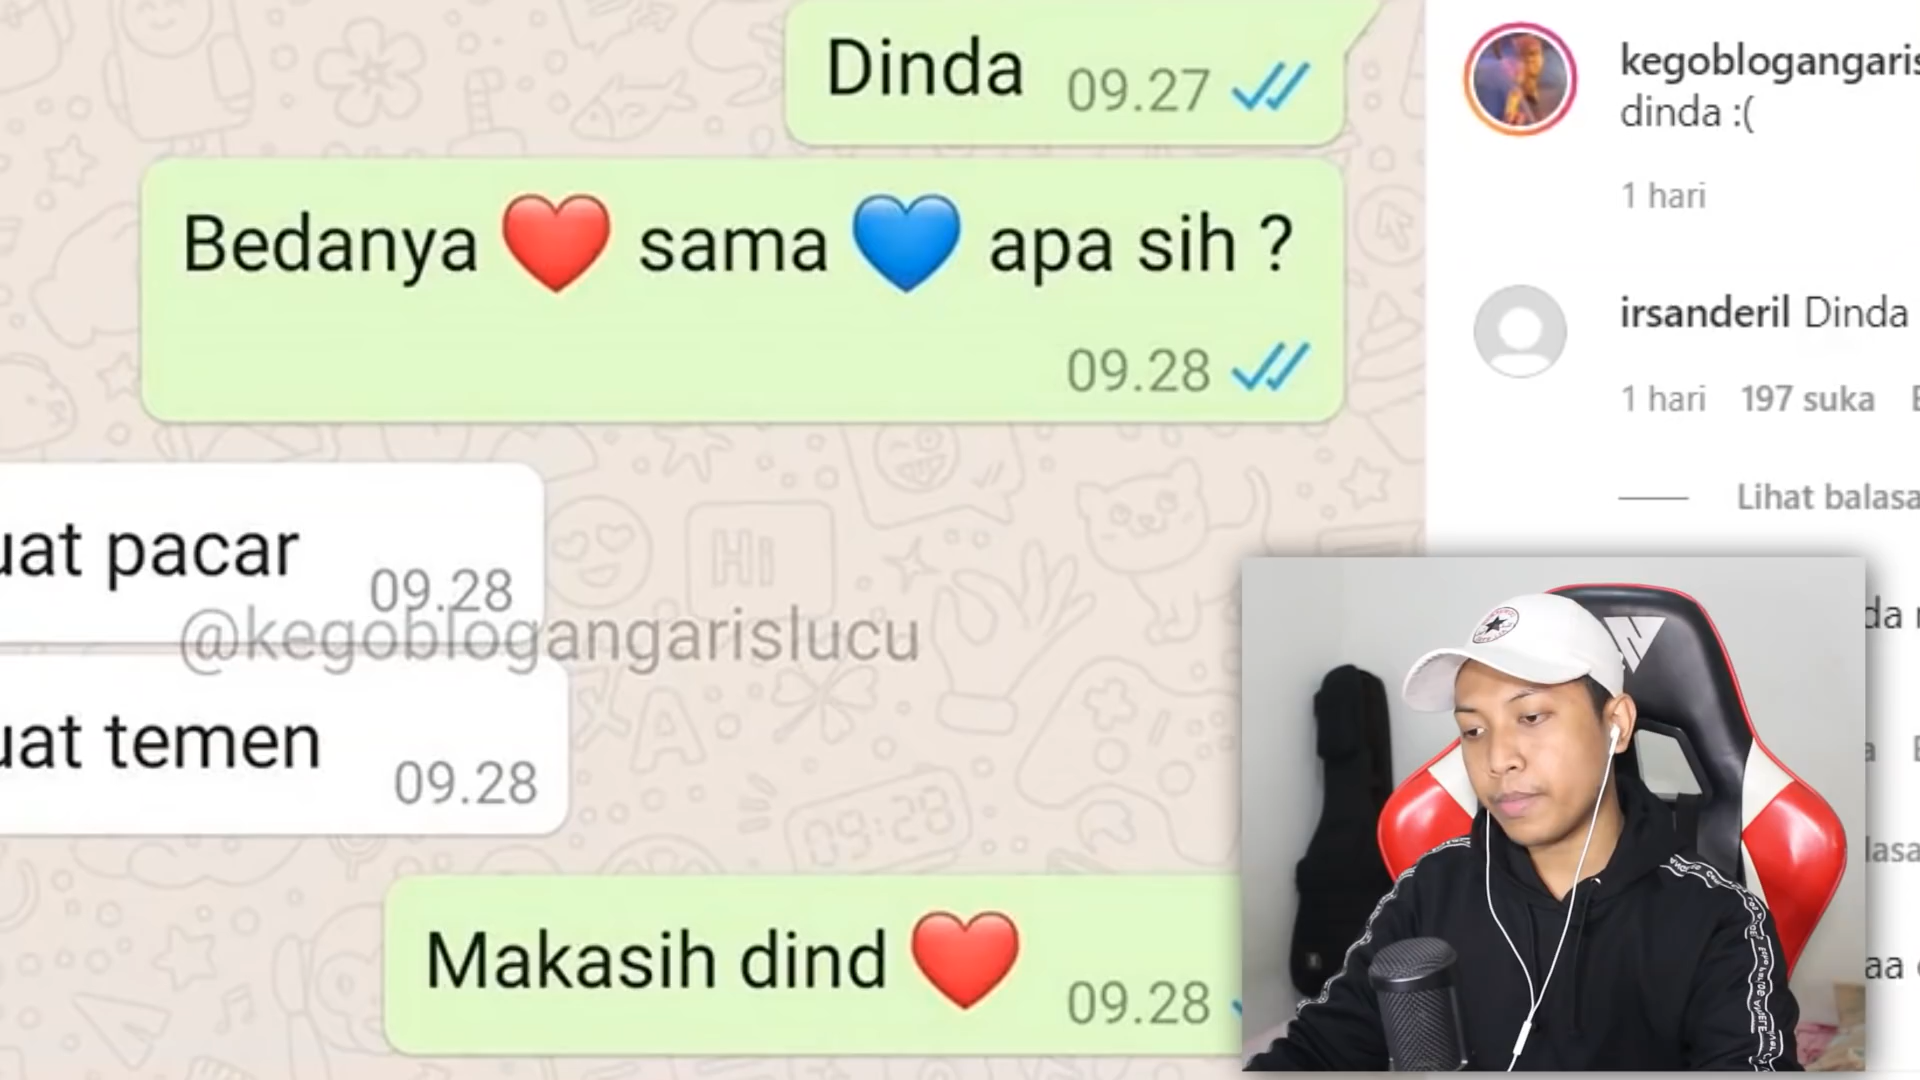 Dinda 09.27
Bedanya ❤️ sama 💙 apa sih ?
09.28
uat pacar 09.28
@kegoblogangarislucu
uat temen 09.28
Makasih dind ❤️ 09.28
kegoblogangaris
dinda :(
1 hari
irsanderil Dinda
1 hari 197 suka
Lihat balasa